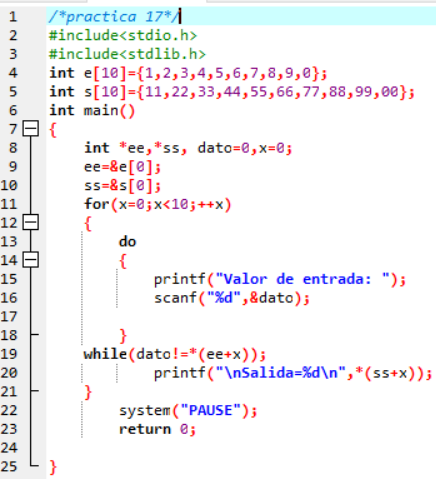 1 /*practica 17*/
2 #include<stdio.h>
3 #include<stdlib.h>
4 int e[10]={1,2,3,4,5,6,7,8,9,0};
5 int s[10]={11,22,33,44,55,66,77,88,99,00};
6 int main()
7 {
8 int *ee,*ss, dato=0,x=0;
9 ee=&e[0];
10 ss=&s[0];
11 for(x=0;x<10;++x)
12 {
13 do
14 {
15 printf("Valor de entrada: ");
16 scanf("%d",&dato);
17
18 }
19 while(dato!=*(ee+x));
20 printf("\nSalida=%d\n",*(ss+x));
21 }
22 system("PAUSE");
23 return 0;
24
25 }